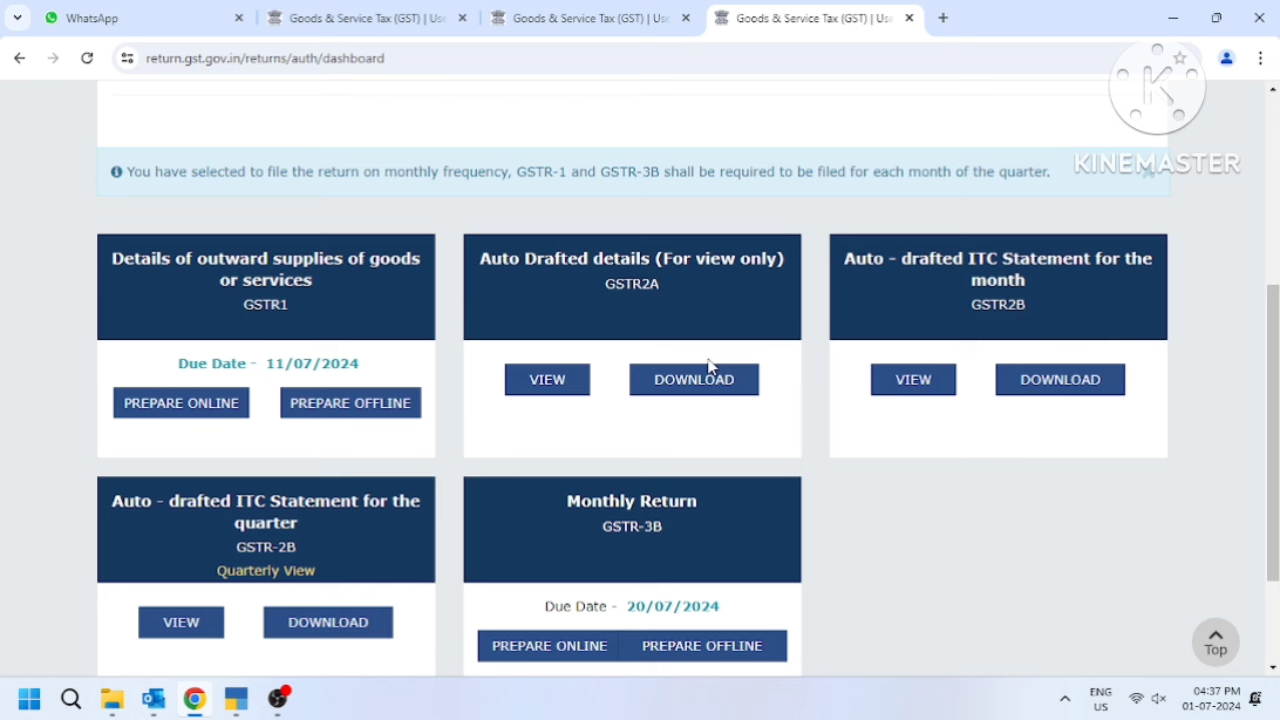 WhatsApp
Goods & Service Tax (GST) | Use
Goods & Service Tax (GST) | Use
Goods & Service Tax (GST) | Use
return.gst.gov.in/returns/auth/dashboard
K
KINEMASTER
You have selected to file the return on monthly frequency, GSTR-1 and GSTR-3B shall be required to be filed for each month of the quarter.
Details of outward supplies of goods
or services
GSTR1
Due Date - 11/07/2024
PREPARE ONLINE
PREPARE OFFLINE
Auto Drafted details (For view only)
GSTR2A
VIEW
DOWNLOAD
Auto - drafted ITC Statement for the
month
GSTR2B
VIEW
DOWNLOAD
Auto - drafted ITC Statement for the
quarter
GSTR-2B
Quarterly View
VIEW
DOWNLOAD
Monthly Return
GSTR-3B
Due Date - 20/07/2024
PREPARE ONLINE
PREPARE OFFLINE
Top
ENG
US
04:37 PM
01-07-2024